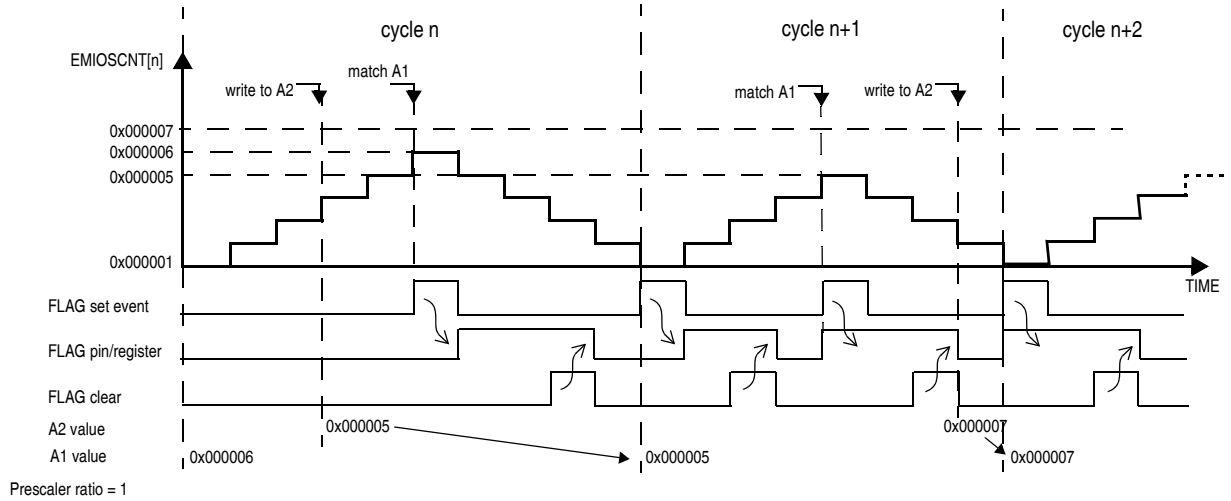 cycle n
cycle n+1
cycle n+2
EMIOSCNT[n]
write to A2
match A1
match A1
write to A2
0x000007
0x000006
0x000005
0x000001
TIME
FLAG set event
FLAG pin/register
FLAG clear
A2 value
0x000005
0x000007
A1 value
0x000006
0x000005
0x000007
Prescaler ratio = 1